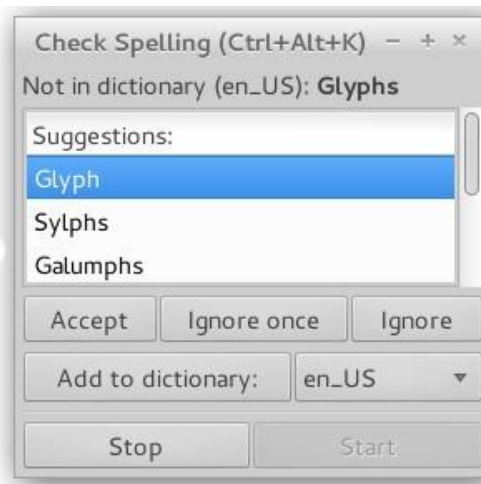 Check Spelling (Ctrl+Alt+K)
Not in dictionary (en_US): Glyphs
Suggestions:
Glyph
Sylphs
Galumphs
Accept Ignore once Ignore
Add to dictionary: en_US
Stop Start